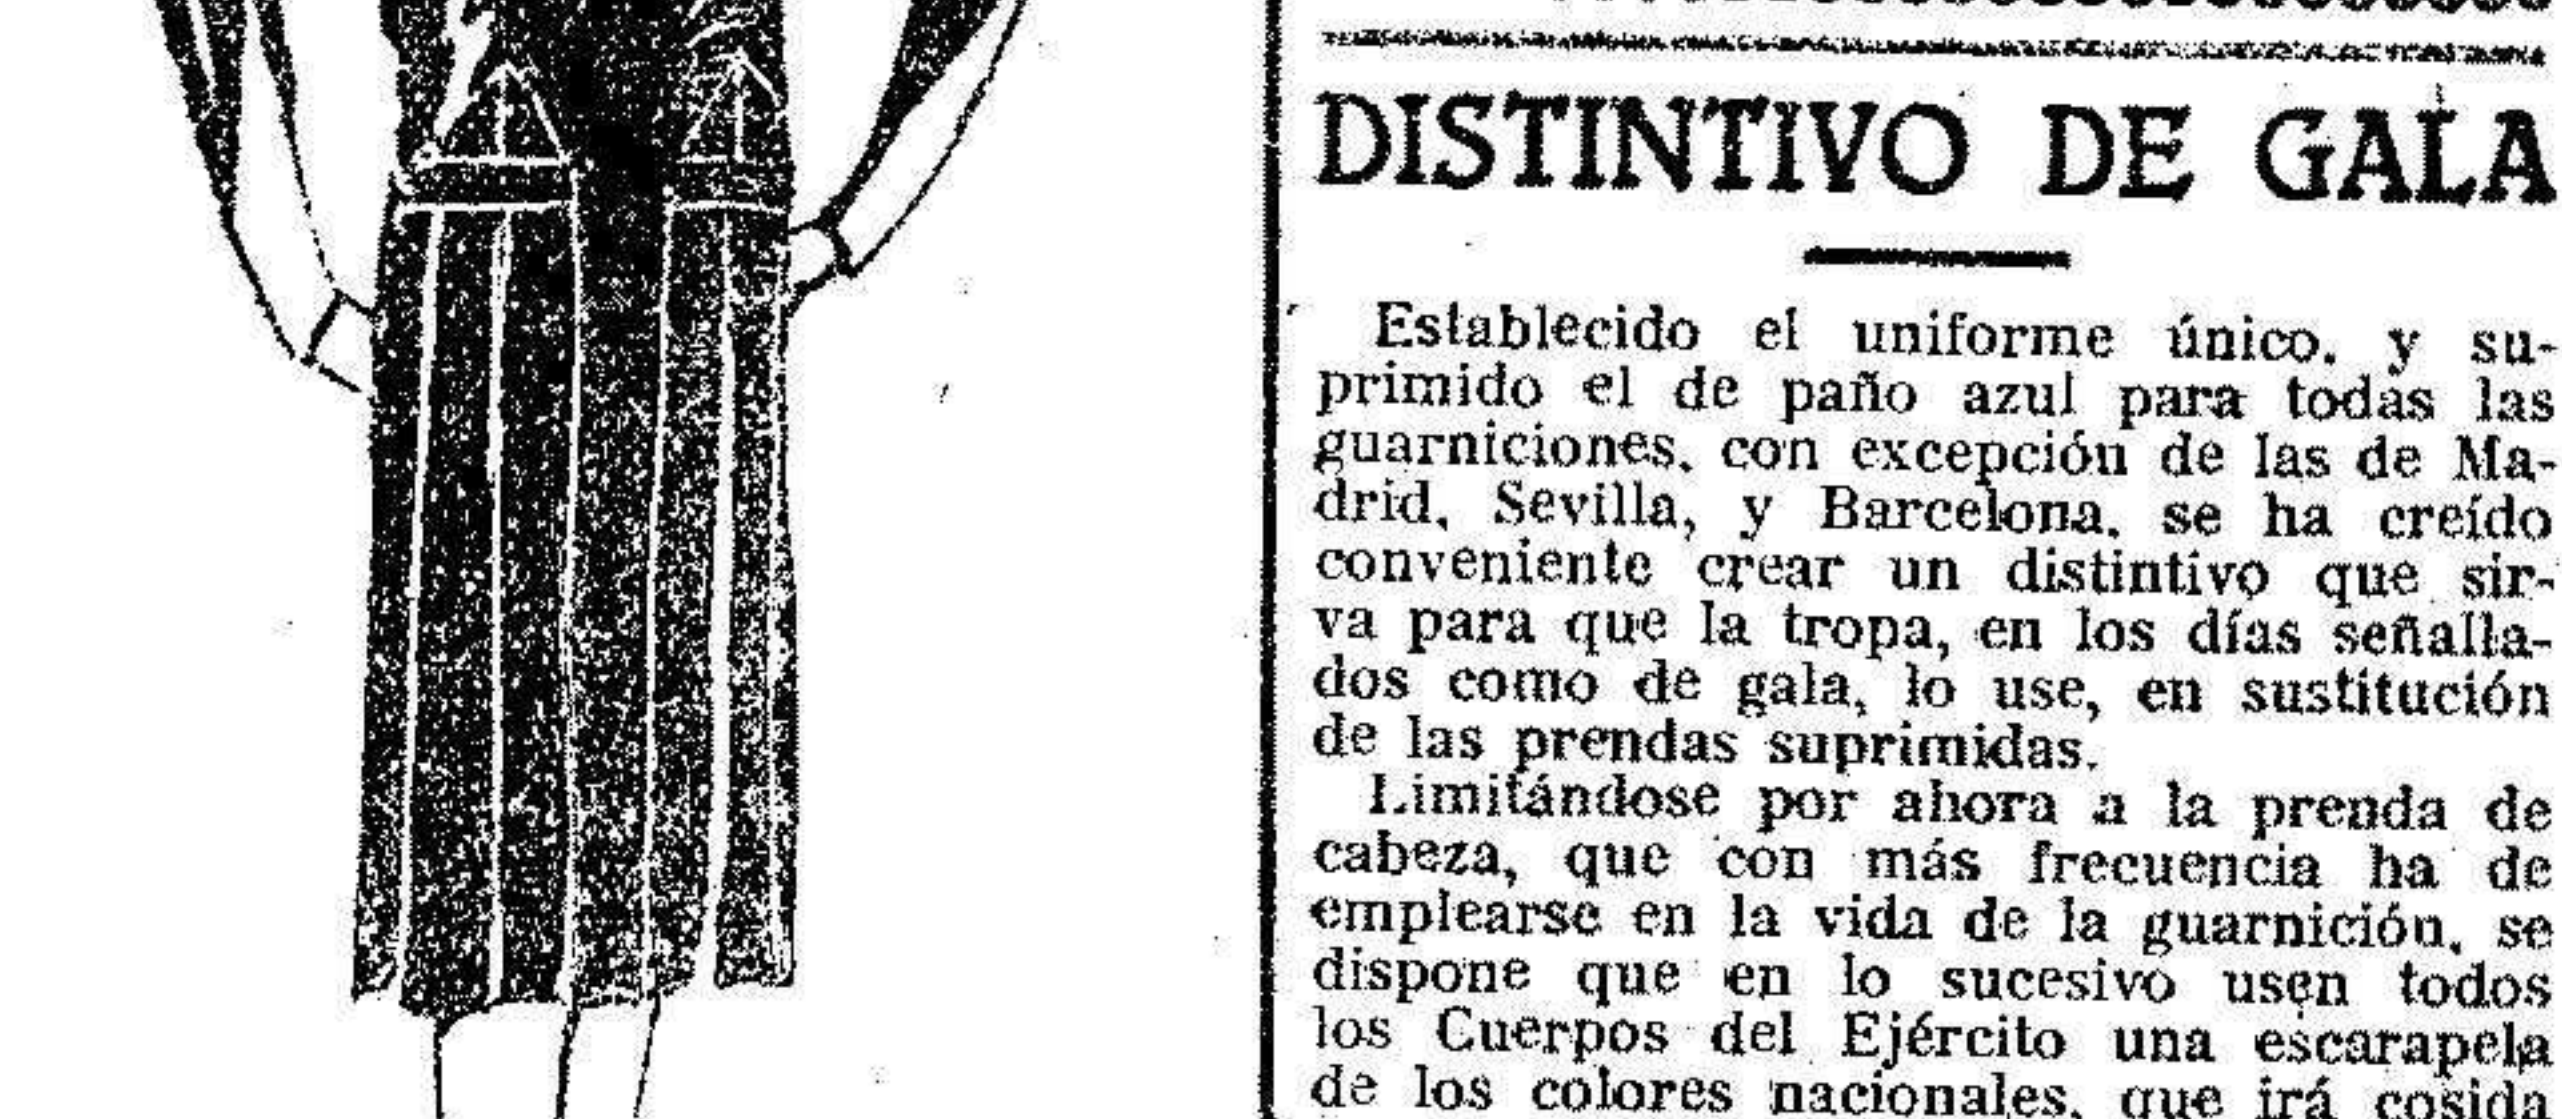 DISTINTIVO DE GALA
Establecido el uniforme único, y su-
primido el de paño azul para todas las
guarniciones, con excepción de las de Ma-
drid, Sevilla, y Barcelona, se ha creído
conveniente crear un distintivo que sir-
va para que la tropa, en los días señalla-
dos como de gala, lo use, en sustitución
de las prendas suprimidas.
Limitándose por ahora a la prenda de
cabeza, que con más frecuencia ha de
emplearse en la vida de la guarnición, se
dispone que en lo sucesivo usen todos
los Cuerpos del Ejército una escarapela
de los colores nacionales, que irá cosida